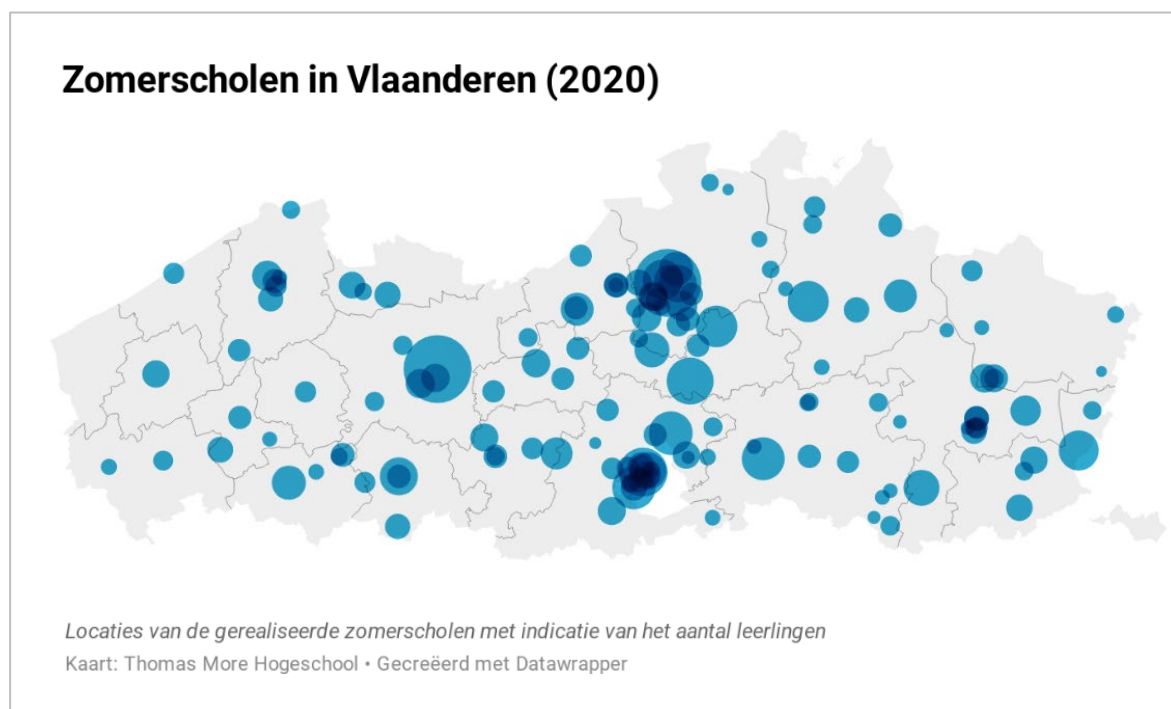 Zomerscholen in Vlaanderen (2020)
Locaties van de gerealiseerde zomerscholen met indicatie van het aantal leerlingen
Kaart: Thomas More Hogeschool • Gecreëerd met Datawrapper